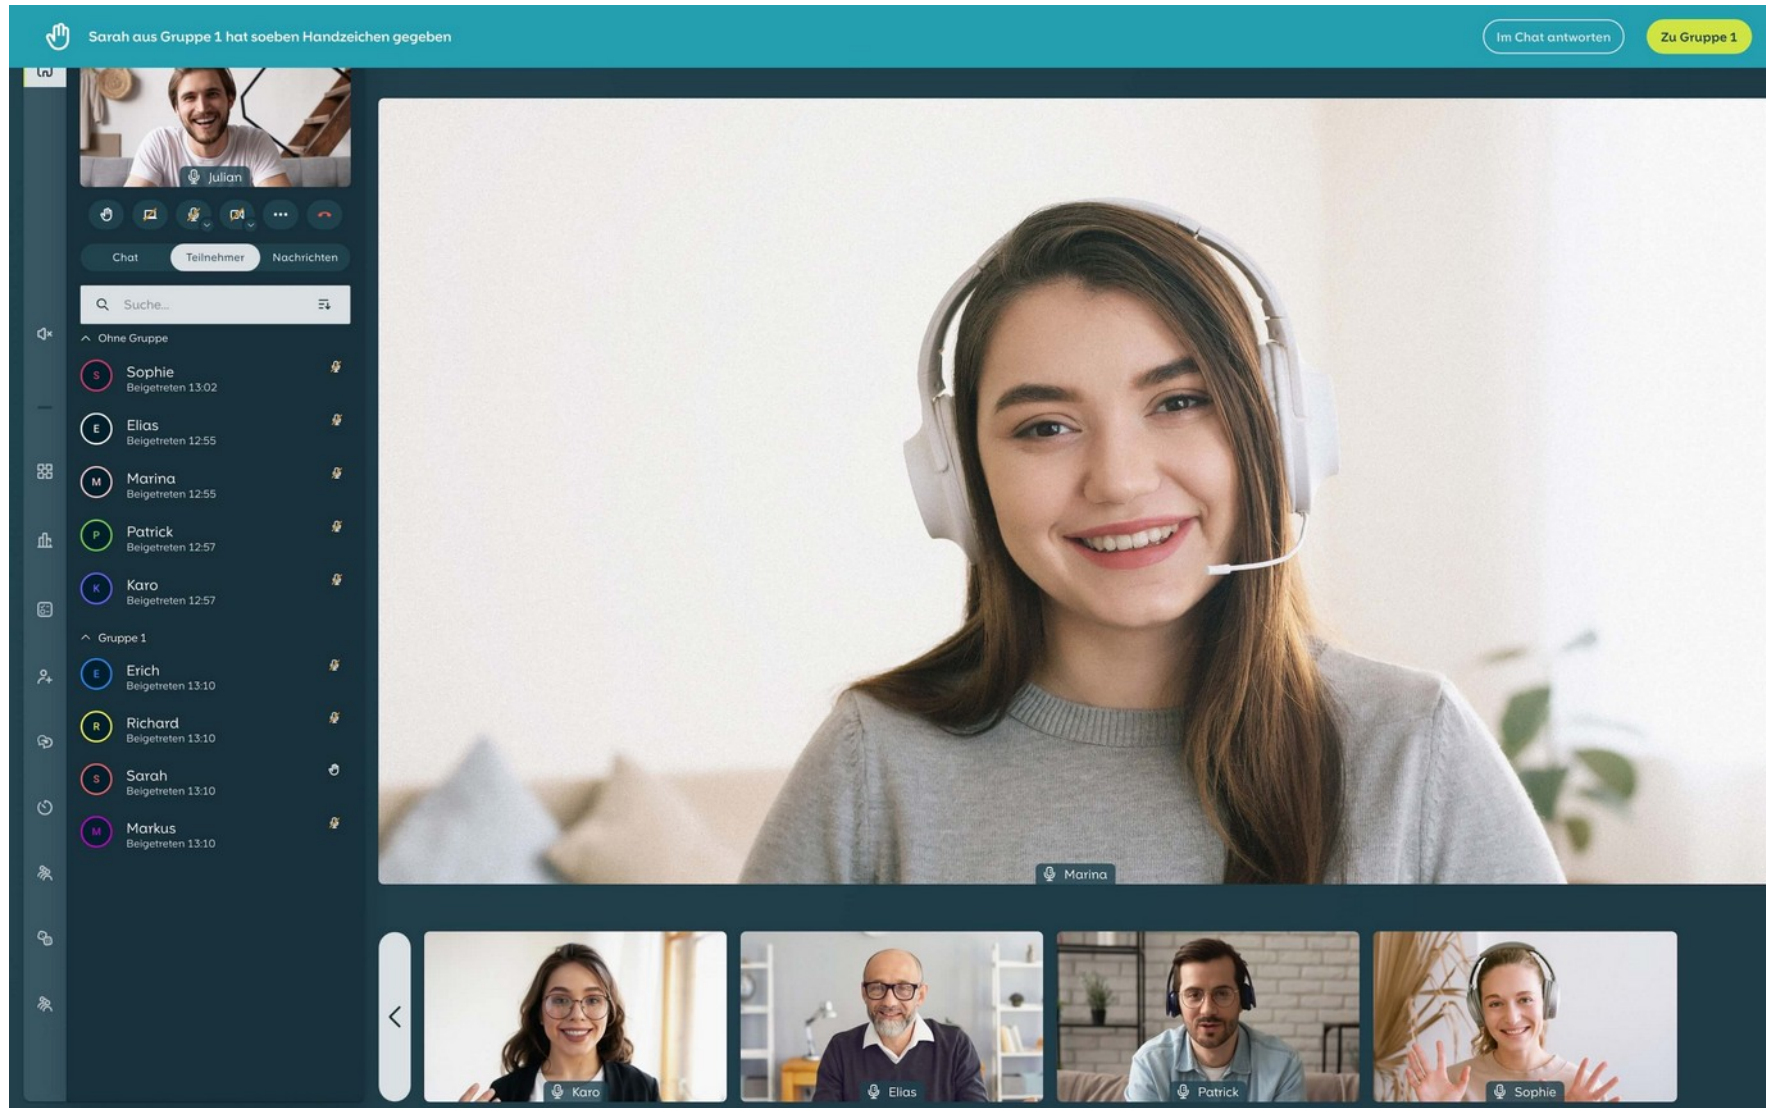 Sarah aus Gruppe 1 hat soeben Handzeichen gegeben
Im Chat antworten
Zu Gruppe 1
Julian
Chat
Teilnehmer
Nachrichten
Suche...
Ohne Gruppe
S
Sophie
Beigetreten 13:02
E
Elias
Beigetreten 12:55
M
Marina
Beigetreten 12:55
P
Patrick
Beigetreten 12:57
K
Karo
Beigetreten 12:57
Gruppe 1
E
Erich
Beigetreten 13:10
R
Richard
Beigetreten 13:10
S
Sarah
Beigetreten 13:10
M
Markus
Beigetreten 13:10
Marina
Karo
Elias
Patrick
Sophie